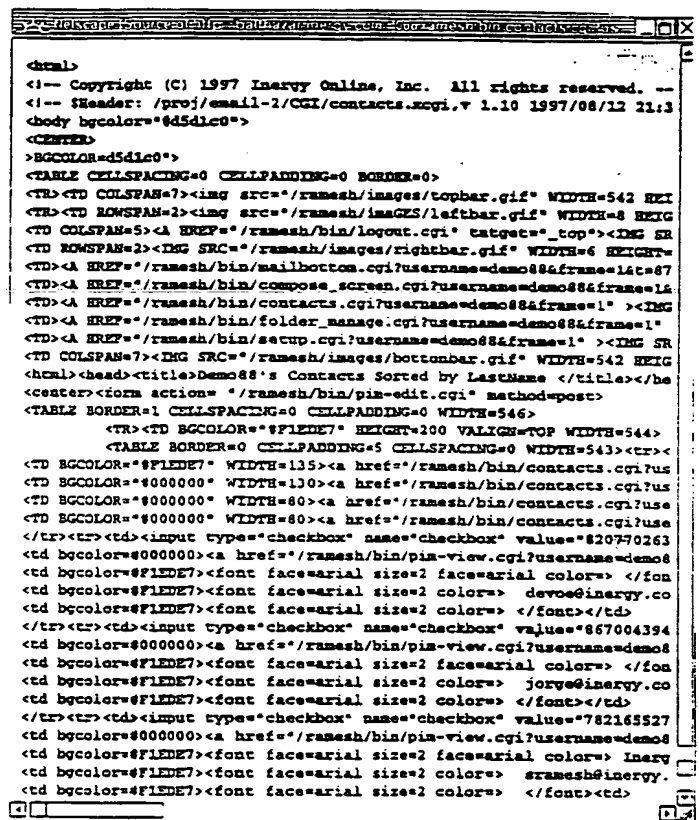 <html>
<!-- Copyright (C) 1997 Inergy Online, Inc.  All rights reserved. --
<!-- $Header: /proj/email-2/CGI/contacts.xcgi,v 1.10 1997/08/12 21:3
<body bgcolor="#d5d1c0">
<CENTER>
>BGCOLOR=d5d1c0">
<TABLE CELLSPACING=0 CELLPADDING=0 BORDER=0>
<TR><TD COLSPAN=7><img src="/ramesh/images/topbar.gif" WIDTH=542 HEI
<TR><TD ROWSPAN=2><img src="/ramesh/imaGES/leftbar.gif" WIDTH=8 HEIG
<TD COLSPAN=5><A HREF="/ramesh/bin/logout.cgi" tatget="_top"><IMG SR
<TD ROWSPAN=2><IMG SRC="/ramesh/images/rightbar.gif" WIDTH=6 HEIGHT=
<TD><A HREF="/ramesh/bin/mailbottom.cgi?username=demo88&frame=1&t=87
<TD><A HREF="/ramesh/bin/compose_screen.cgi?username=demo88&frame=1&
<TD><A HREF="/ramesh/bin/contacts.cgi?username=demo88&frame=1" ><IMG
<TD><A HREF="/ramesh/bin/folder_manage.cgi?username=demo88&frame=1"
<TD><A HREF="/ramesh/bin/setup.cgi?username=demo88&frame=1" ><IMG SR
<TD COLSPAN=7><IMG SRC="/ramesh/images/bottonbar.gif" WIDTH=542 HEIG
<html><head><title>Demo88's Contacts Sorted by LastName </title></he
<center><form action= "/ramesh/bin/pim-edit.cgi" method=post>
<TABLE BORDER=1 CELLSPACING=0 CELLPADDING=0 WIDTH=546>
<TR><TD BGCOLOR="#F1EDE7" HEIGHT=200 VALIGN=TOP WIDTH=544>
<TABLE BORDER=0 CELLPADDING=5 CELLSPACING=0 WIDTH=543><tr><
<TD BGCOLOR="#F1EDE7" WIDTH=135><a href="/ramesh/bin/contacts.cgi?us
<TD BGCOLOR="#000000" WIDTH=130><a href="/ramesh/bin/contacts.cgi?us
<TD BGCOLOR="#000000" WIDTH=80><a href="/ramesh/bin/contacts.cgi?use
<TD BGCOLOR="#000000" WIDTH=80><a href="/ramesh/bin/contacts.cgi?use
</tr><tr><td><input type="checkbox" name="checkbox" value="820770263
<td bgcolor=#000000><a href="/ramesh/bin/pim-view.cgi?username=demo8
<td bgcolor=#F1EDE7><font face=arial size=2 face=arial color=> </fon
<td bgcolor=#F1EDE7><font face=arial size=2 color=>  devoe@inergy.co
<td bgcolor=#F1EDE7><font face=arial size=2 color=> </font></td>
</tr><tr><td><input type="checkbox" name="checkbox" value="867004394
<td bgcolor=#000000><a href="/ramesh/bin/pim-view.cgi?username=demo8
<td bgcolor=#F1EDE7><font face=arial size=2 face=arial color=> </fon
<td bgcolor=#F1EDE7><font face=arial size=2 color=>  jorge@inergy.co
<td bgcolor=#F1EDE7><font face=arial size=2 color=> </font></td>
</tr><tr><td><input type="checkbox" name="checkbox" value="782165527
<td bgcolor=#000000><a href="/ramesh/bin/pim-view.cgi?username=demo8
<td bgcolor=#F1EDE7><font face=arial size=2 face=arial color=> Inerg
<td bgcolor=#F1EDE7><font face=arial size=2 color=>  sramesh@inergy.
<td bgcolor=#F1EDE7><font face=arial size=2 color=>  </font><td>